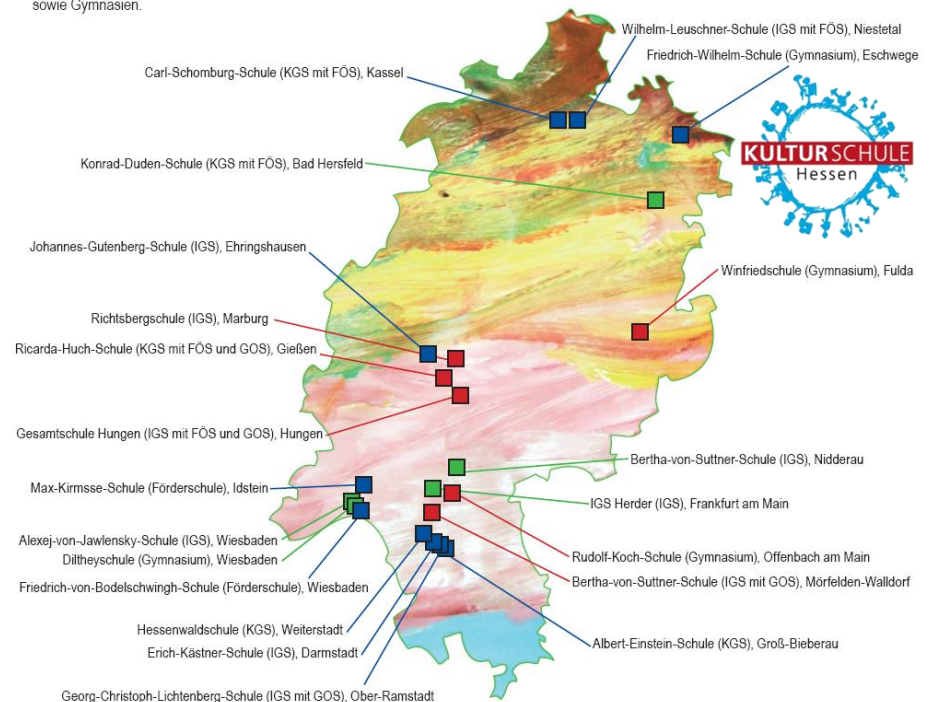 sowie Gymnasien.
Wilhelm-Leuschner-Schule (IGS mit FÖS), Niestetal
Friedrich-Wilhelm-Schule (Gymnasium), Eschwege
Carl-Schomburg-Schule (KGS mit FÖS), Kassel
KULTURSCHULE
Hessen
Konrad-Duden-Schule (KGS mit FÖS), Bad Hersfeld
Johannes-Gutenberg-Schule (IGS), Ehringshausen
Winfriedschule (Gymnasium), Fulda
Richtsbergschule (IGS), Marburg
Ricarda-Huch-Schule (KGS mit FÖS und GOS), Gießen
Gesamtschule Hungen (IGS mit FÖS und GOS), Hungen
Bertha-von-Suttner-Schule (IGS), Nidderau
Max-Kirmsse-Schule (Förderschule), Idstein
IGS Herder (IGS), Frankfurt am Main
Alexej-von-Jawlensky-Schule (IGS), Wiesbaden
Diltheyschule (Gymnasium), Wiesbaden
Rudolf-Koch-Schule (Gymnasium), Offenbach am Main
Bertha-von-Suttner-Schule (IGS mit GOS), Mörfelden-Walldorf
Friedrich-von-Bodelschwingh-Schule (Förderschule), Wiesbaden
Hessenwaldschule (KGS), Weiterstadt
Albert-Einstein-Schule (KGS), Groß-Bieberau
Erich-Kästner-Schule (IGS), Darmstadt
Georg-Christoph-Lichtenberg-Schule (IGS mit GOS), Ober-Ramstadt